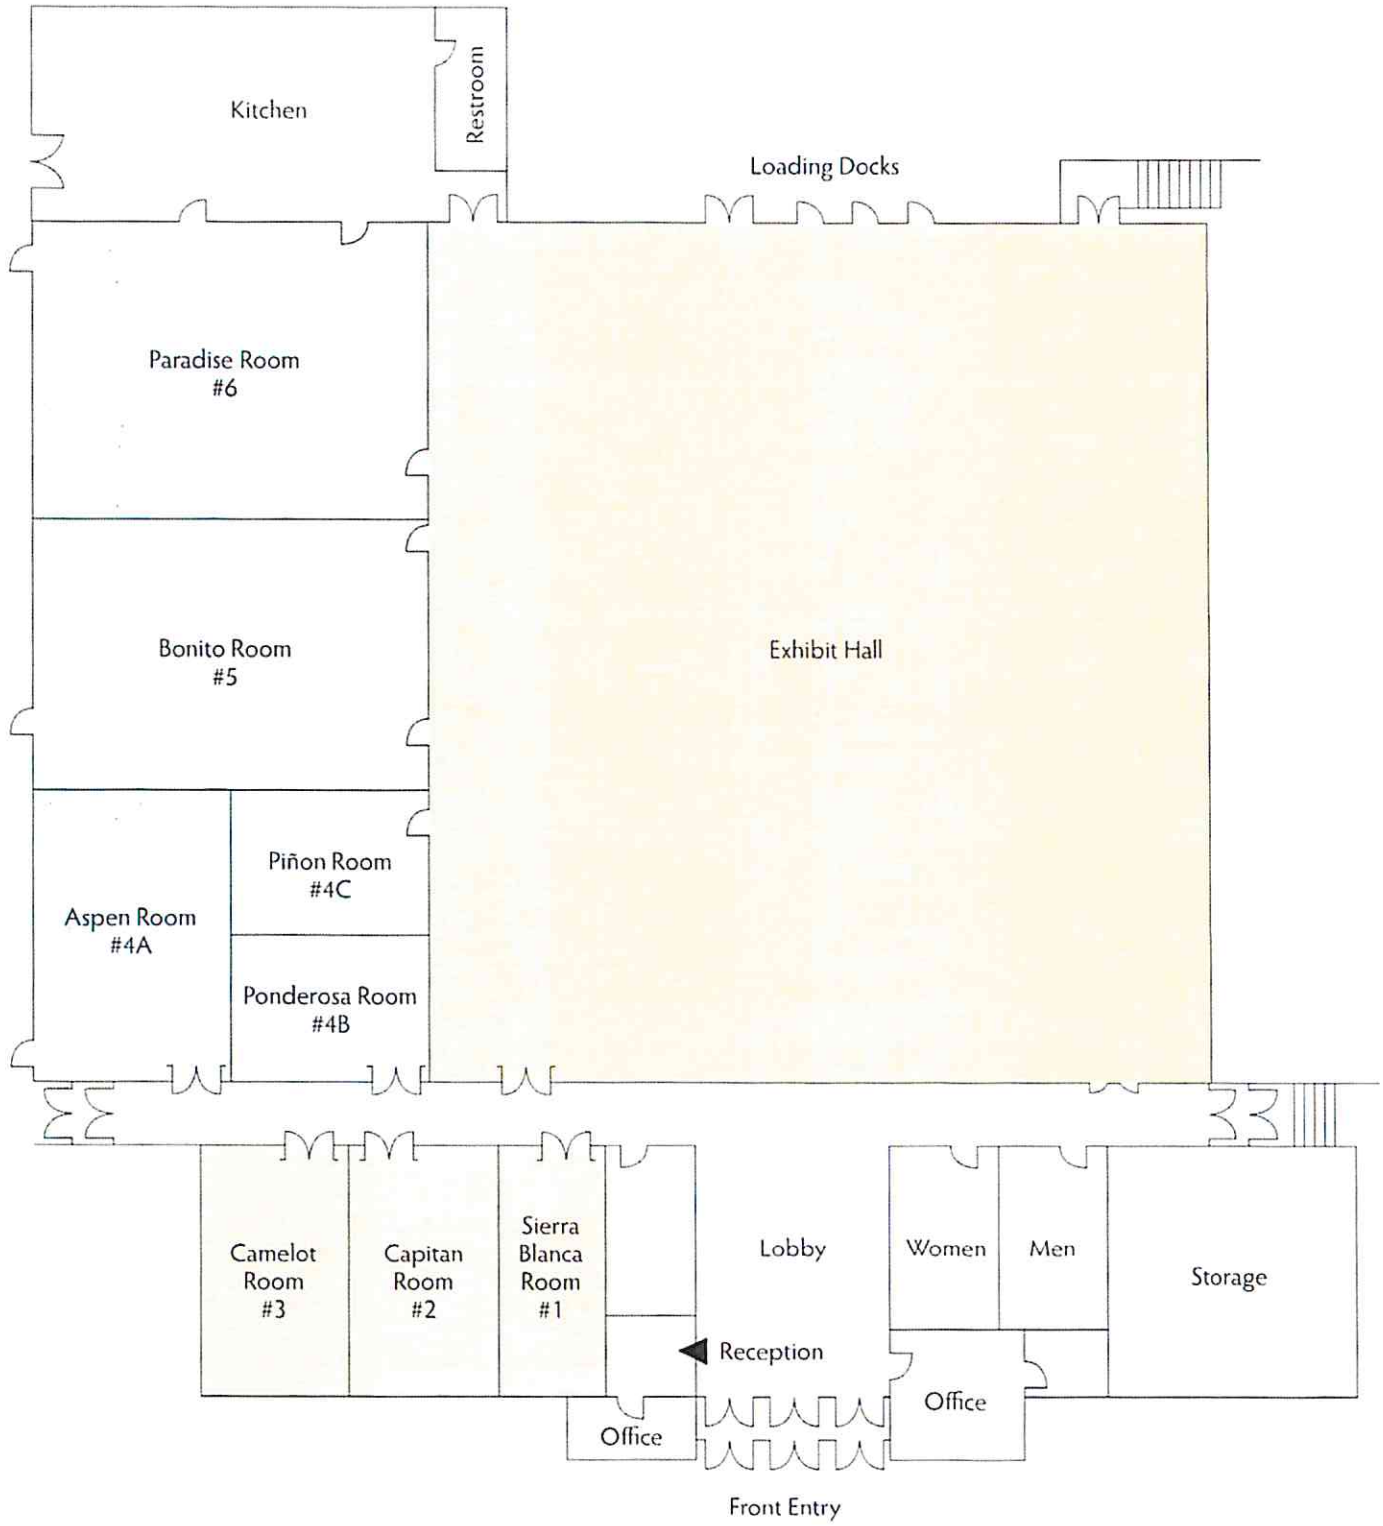 Kitchen
Restroom
Loading Docks
Paradise Room
#6
Bonito Room
#5
Exhibit Hall
Piñon Room
#4C
Aspen Room
#4A
Ponderosa Room
#4B
Camelot
Room
#3
Capitan
Room
#2
Sierra
Blanca
Room
#1
Lobby
Women
Men
Storage
Reception
Office
Office
Front Entry